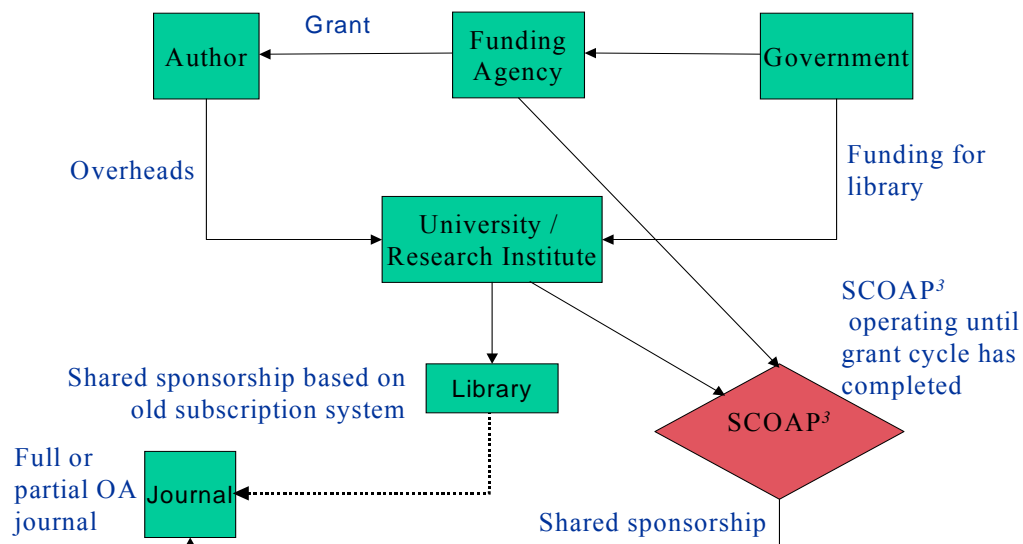 Grant
Author
Funding
Agency
Government
Overheads
Funding for
library
University /
Research Institute
SCOAP³
operating until
grant cycle has
completed
Shared sponsorship based on
old subscription system
Library
SCOAP³
Full or
partial OA
journal
Journal
Shared sponsorship